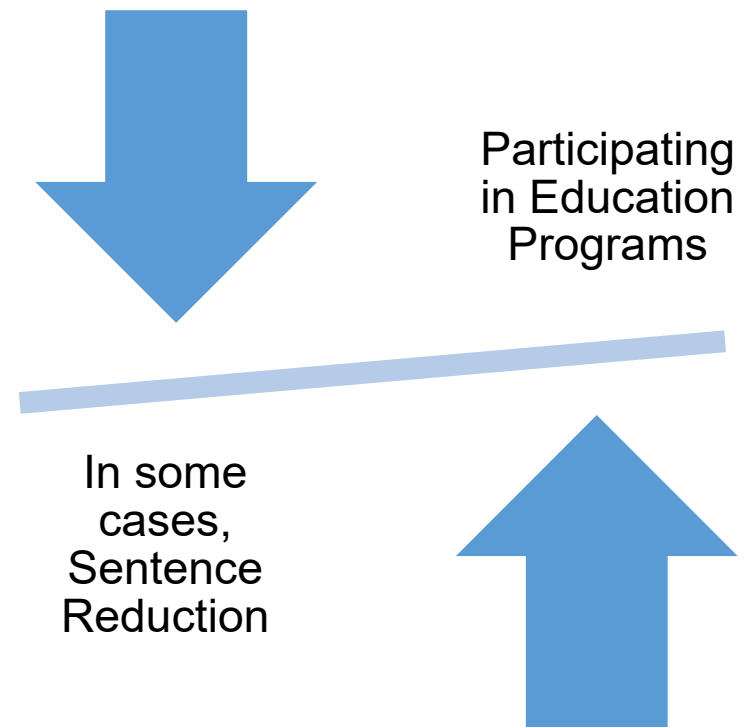 Participating
in Education
Programs
In some
cases,
Sentence
Reduction